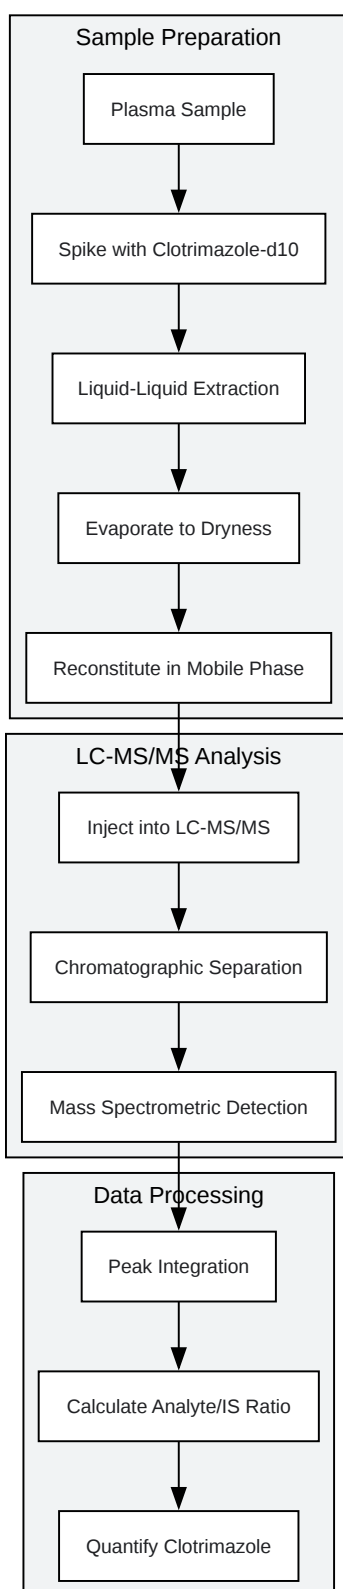 Sample Preparation
Plasma Sample
Spike with Clotrimazole-d10
Liquid-Liquid Extraction
Evaporate to Dryness
Reconstitute in Mobile Phase
LC-MS/MS Analysis
Inject into LC-MS/MS
Chromatographic Separation
Mass Spectrometric Detection
Data Processing
Peak Integration
Calculate Analyte/IS Ratio
Quantify Clotrimazole